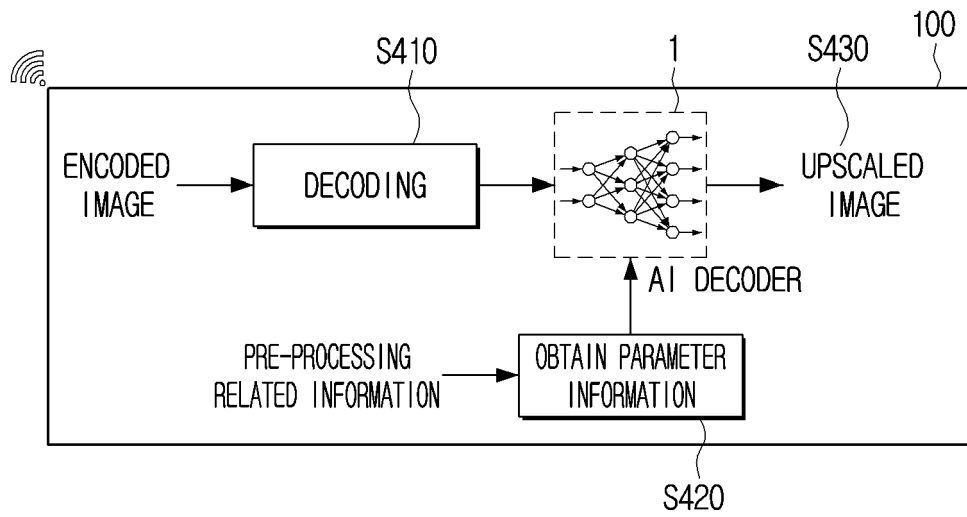 100
S410
1
S430
ENCODED
IMAGE
DECODING
UPSCALED
IMAGE
AI DECODER
PRE-PROCESSING
RELATED INFORMATION
OBTAIN PARAMETER
INFORMATION
S420